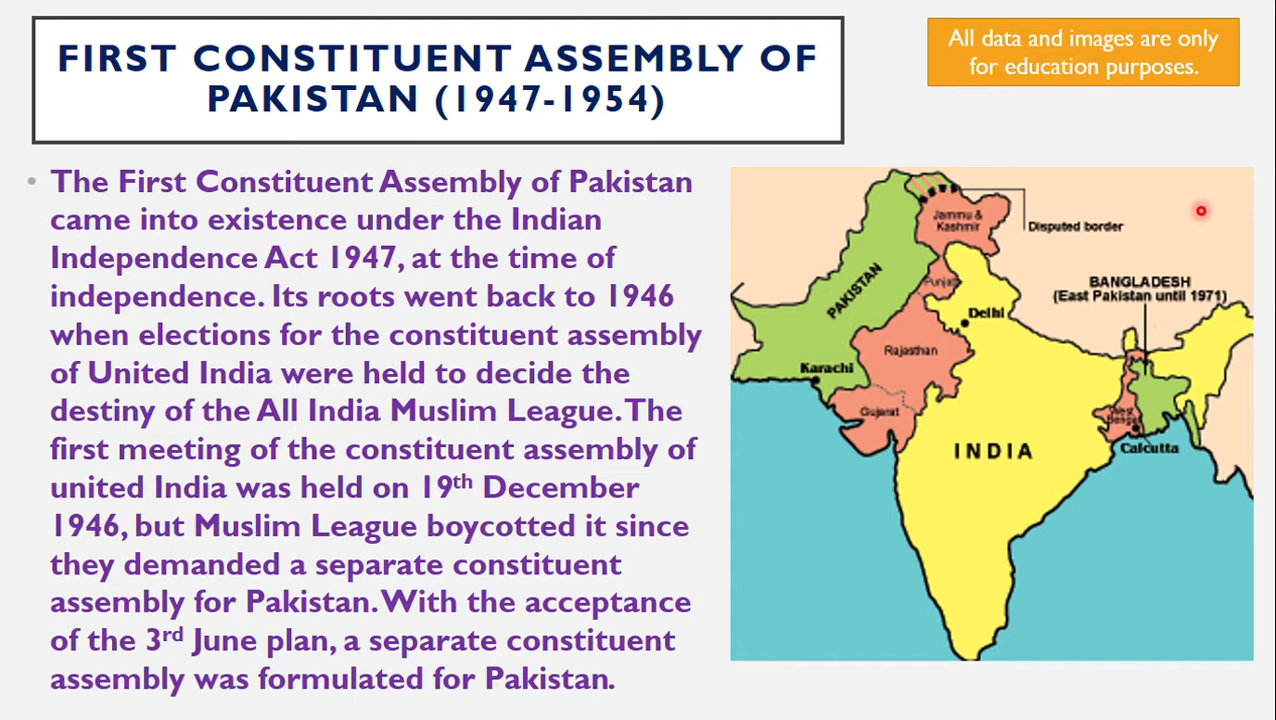 FIRST CONSTITUENT ASSEMBLY OF
PAKISTAN (1947-1954)
All data and images are only
for education purposes.
• The First Constituent Assembly of Pakistan
came into existence under the Indian
Independence Act 1947, at the time of
independence. Its roots went back to 1946
when elections for the constituent assembly
of United India were held to decide the
destiny of the All India Muslim League. The
first meeting of the constituent assembly of
united India was held on 19th December
1946, but Muslim League boycotted it since
they demanded a separate constituent
assembly for Pakistan. With the acceptance
of the 3rd June plan, a separate constituent
assembly was formulated for Pakistan.
Jammu &
Kashmir
Disputed border
PAKISTAN
Punjab
BANGLADESH
(East Pakistan until 1971)
Delhi
Rajasthan
Karachi
Gujarat
West
Bengal
Calcutta
INDIA